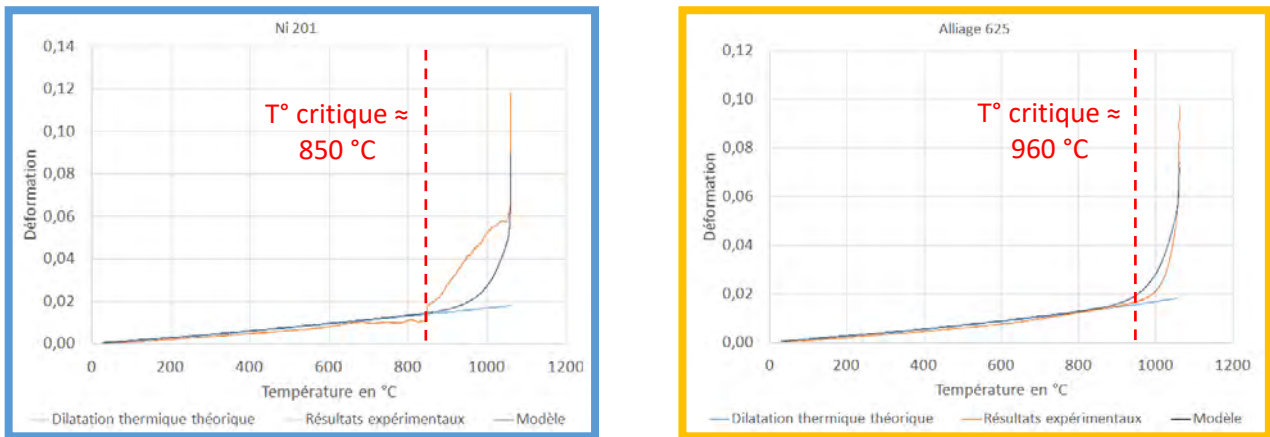 Ni 201
0,14
0,12
0,10
0,08
0,06
0,04
0,02
0,00
Déformation
T° critique ≈
850 °C
0 200 400 600 800 1000 1200
Température en °C
Dilatation thermique théorique Résultats expérimentaux Modèle
Alliage 625
0,12
0,10
0,08
0,06
0,04
0,02
0,00
Déformation
T° critique ≈
960 °C
0 200 400 600 800 1000 1200
Température en °C
Dilatation thermique théorique Résultats expérimentaux Modèle